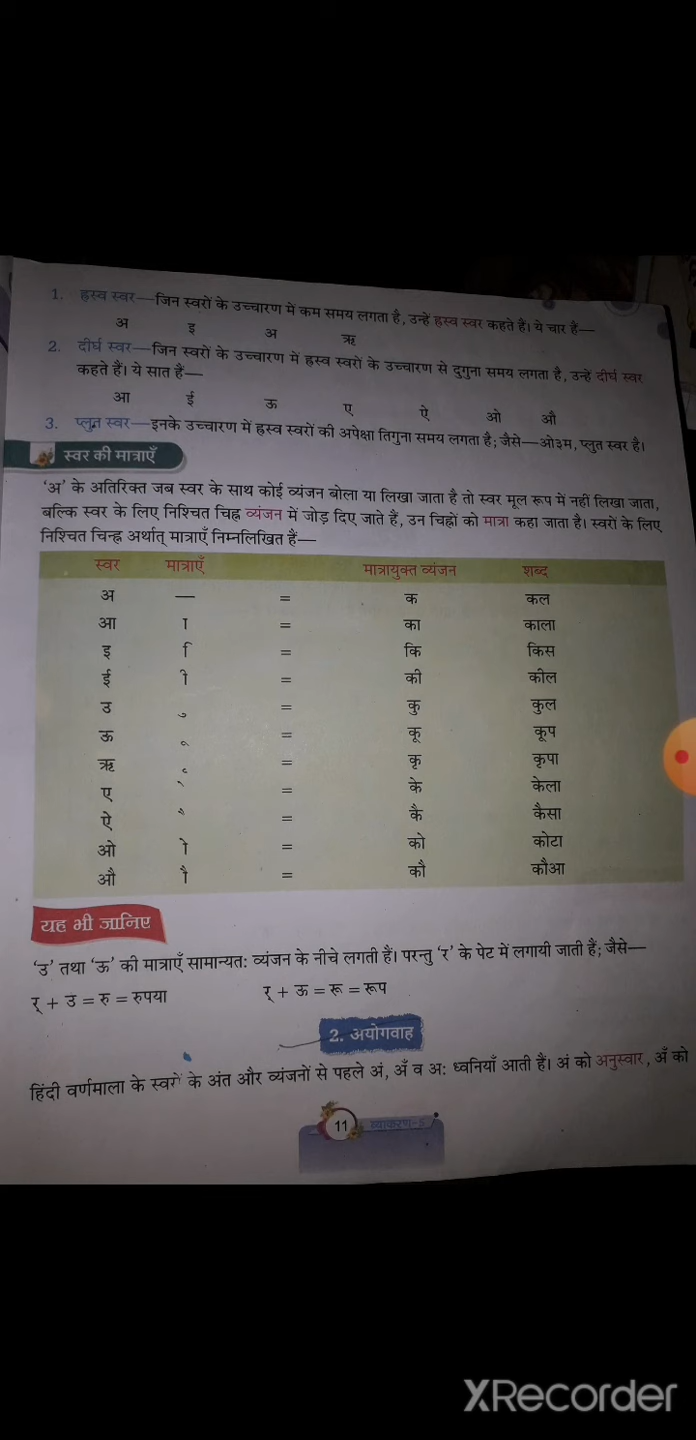 1. ह्रस्व स्वर—जिन स्वरों के उच्चारण में कम समय लगता है, उन्हें ह्रस्व स्वर कहते हैं। ये चार हैं—
अ इ अ ऋ
2. दीर्घ स्वर—जिन स्वरों के उच्चारण में ह्रस्व स्वरों के उच्चारण से दुगुना समय लगता है, उन्हें दीर्घ स्वर
कहते हैं। ये सात हैं—
आ ई ऊ ए ऐ ओ औ
3. प्लुत स्वर—इनके उच्चारण में ह्रस्व स्वरों की अपेक्षा तिगुना समय लगता है; जैसे—ओ३म, प्लुत स्वर है।
स्वर की मात्राएँ
‘अ’ के अतिरिक्त जब स्वर के साथ कोई व्यंजन बोला या लिखा जाता है तो स्वर मूल रूप में नहीं लिखा जाता,
बल्कि स्वर के लिए निश्चित चिह्न व्यंजन में जोड़ दिए जाते हैं, उन चिह्नों को मात्रा कहा जाता है। स्वरों के लिए
निश्चित चिन्ह्र अर्थात् मात्राएँ निम्नलिखित हैं—
स्वर मात्राएँ मात्रायुक्त व्यंजन शब्द
अ — = क कल
आ ा = का काला
इ ि = कि किस
ई ी = की कील
उ ु = कु कुल
ऊ ू = कू कूप
ऋ ृ = कृ कृपा
ए े = के केला
ऐ ै = कै कैसा
ओ ो = को कोटा
औ ौ = कौ कौआ
यह भी जानिए
‘उ’ तथा ‘ऊ’ की मात्राएँ सामान्यतः व्यंजन के नीचे लगती हैं। परन्तु ‘र’ के पेट में लगायी जाती हैं; जैसे—
र् + उ = रु = रुपया र् + ऊ = रू = रूप
2. अयोगवाह
हिंदी वर्णमाला के स्वरों के अंत और व्यंजनों से पहले अं, अँ व अः ध्वनियाँ आती हैं। अं को अनुस्वार, अँ को
11 व्याकरण-5
XRecorder